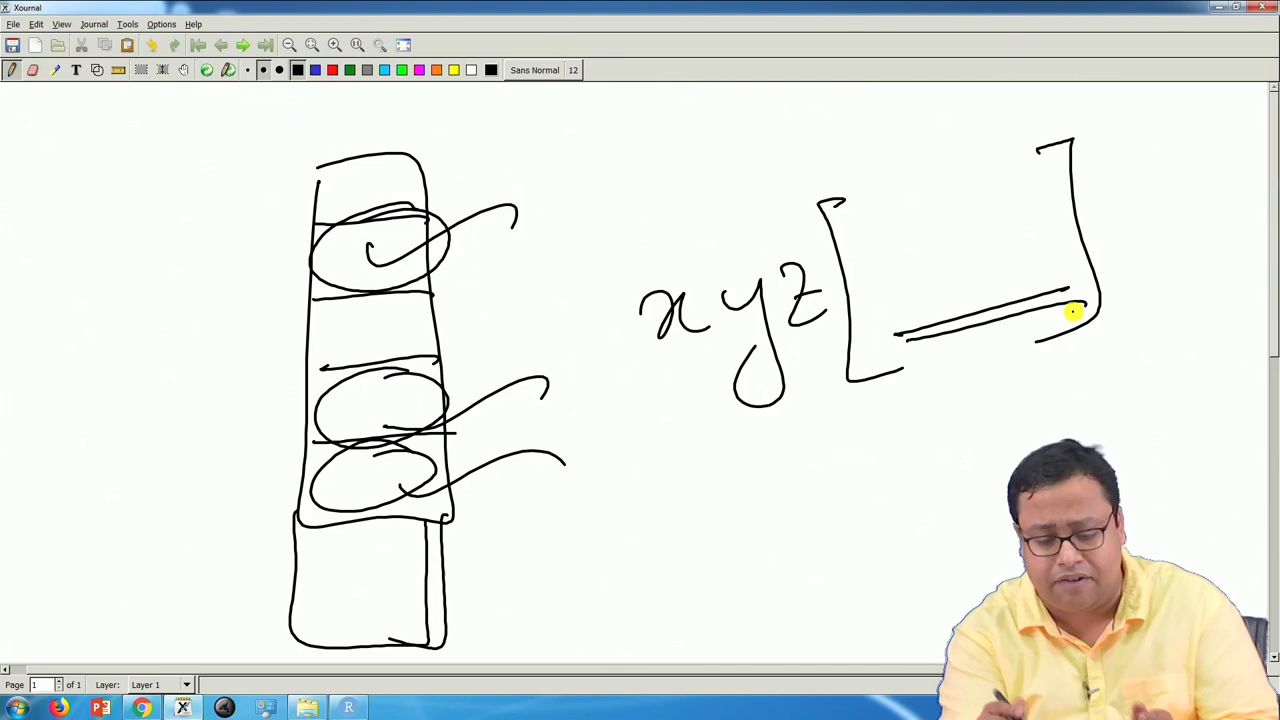 Xournal
File Edit View Journal Tools Options Help
Sans Normal 12
xyz[ ]
Page 1 of 1 Layer: Layer 1
P X R